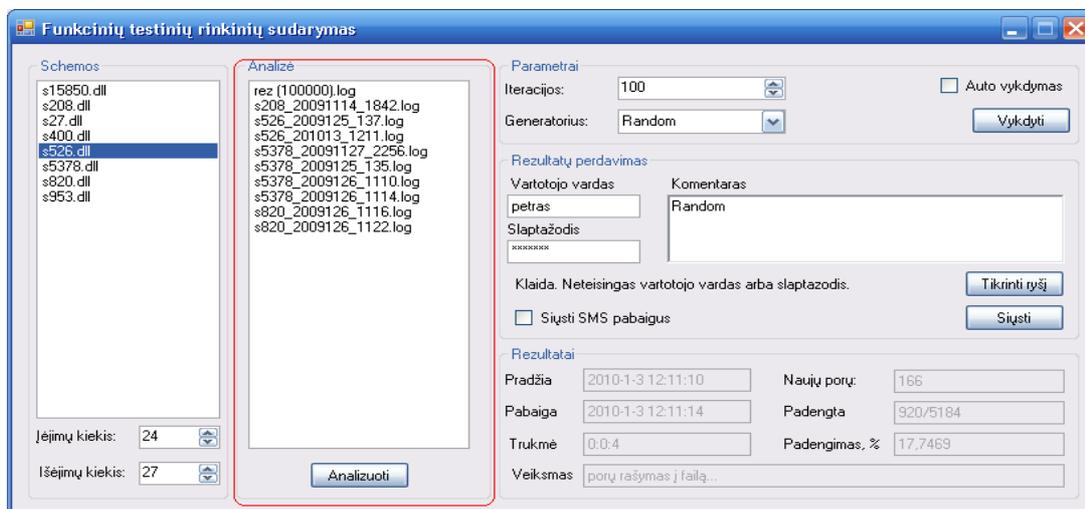 Funkcinių testinių rinkinių sudarymas
Schemos
s15850.dll
s208.dll
s27.dll
s400.dll
s526.dll
s5378.dll
s820.dll
s953.dll
Įėjimų kiekis: 24
Išėjimų kiekis: 27
Analizė
rez (100000).log
s208_20091114_1842.log
s526_2009125_137.log
s526_201013_1211.log
s5378_20091127_2256.log
s5378_2009125_135.log
s5378_2009126_1110.log
s5378_2009126_1114.log
s820_2009126_1116.log
s820_2009126_1122.log
Analizuoti
Parametrai
Iteracijos: 100
Auto vykdymas
Generatorius: Random
Vykdyti
Rezultatų perdavimas
Vartotojo vardas
petras
Slaptažodis
*******
Komentaras
Random
Klaida. Neteisingas vartotojo vardas arba slaptazodis.
Tikrinti ryšį
Siųsti SMS pabaigus
Siųsti
Rezultatai
Pradžia 2010-1-3 12:11:10 Naujų porų: 166
Pabaiga 2010-1-3 12:11:14 Padengta 920/5184
Trukmė 0:0:4 Padengimas, % 17,7469
Veiksmas porų rašymas į failą...